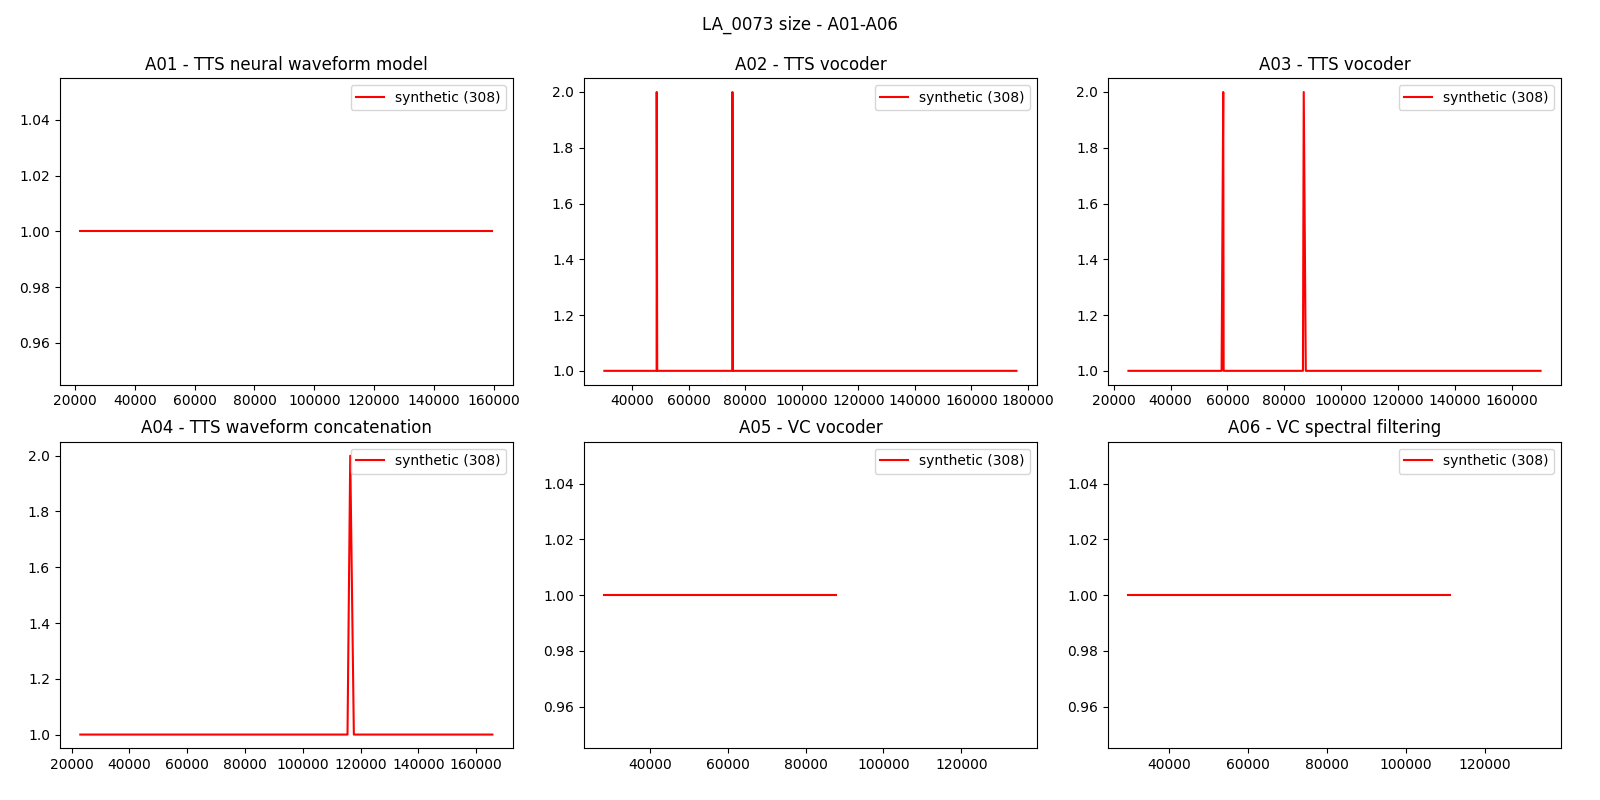 LA_0073 size - A01-A06
A01 - TTS neural waveform model
synthetic (308)
1.04
1.02
1.00
0.98
0.96
20000 40000 60000 80000 100000 120000 140000 160000
A02 - TTS vocoder
synthetic (308)
2.0
1.8
1.6
1.4
1.2
1.0
40000 60000 80000 100000 120000 140000 160000 180000
A03 - TTS vocoder
synthetic (308)
2.0
1.8
1.6
1.4
1.2
1.0
20000 40000 60000 80000 100000 120000 140000 160000
A04 - TTS waveform concatenation
synthetic (308)
2.0
1.8
1.6
1.4
1.2
1.0
20000 40000 60000 80000 100000 120000 140000 160000
A05 - VC vocoder
synthetic (308)
1.04
1.02
1.00
0.98
0.96
40000 60000 80000 100000 120000
A06 - VC spectral filtering
synthetic (308)
1.04
1.02
1.00
0.98
0.96
40000 60000 80000 100000 120000